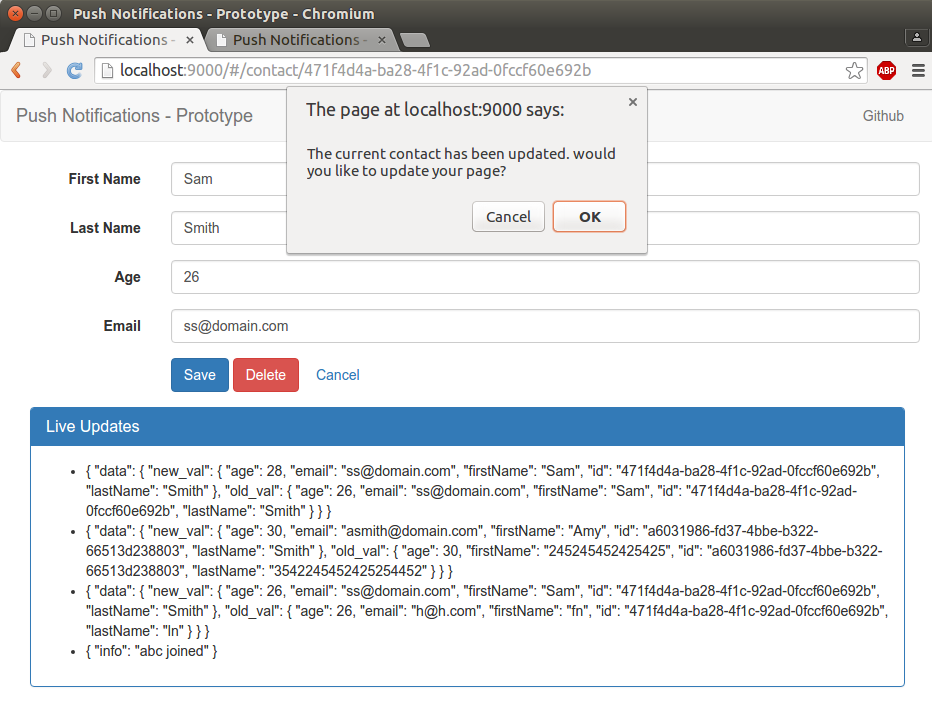 Push Notifications - Prototype - Chromium
Push Notifications -
Push Notifications -
localhost:9000/#/contact/471f4d4a-ba28-4f1c-92ad-0fccf60e692b
ABP
Push Notifications - Prototype
Github
The page at localhost:9000 says:
The current contact has been updated. would
you like to update your page?
Cancel
OK
First Name
Sam
Last Name
Smith
Age
26
Email
ss@domain.com
Save
Delete
Cancel
Live Updates
• { "data": { "new_val": { "age": 28, "email": "ss@domain.com", "firstName": "Sam", "id": "471f4d4a-ba28-4f1c-92ad-0fccf60e692b",
"lastName": "Smith" }, "old_val": { "age": 26, "email": "ss@domain.com", "firstName": "Sam", "id": "471f4d4a-ba28-4f1c-92ad-
0fccf60e692b", "lastName": "Smith" } } }
• { "data": { "new_val": { "age": 30, "email": "asmith@domain.com", "firstName": "Amy", "id": "a6031986-fd37-4bbe-b322-
66513d238803", "lastName": "Smith" }, "old_val": { "age": 30, "firstName": "245245452425425", "id": "a6031986-fd37-4bbe-b322-
66513d238803", "lastName": "3542245452425254452" } } }
• { "data": { "new_val": { "age": 26, "email": "ss@domain.com", "firstName": "Sam", "id": "471f4d4a-ba28-4f1c-92ad-0fccf60e692b",
"lastName": "Smith" }, "old_val": { "age": 26, "email": "h@h.com", "firstName": "fn", "id": "471f4d4a-ba28-4f1c-92ad-0fccf60e692b",
"lastName": "ln" } } }
• { "info": "abc joined" }